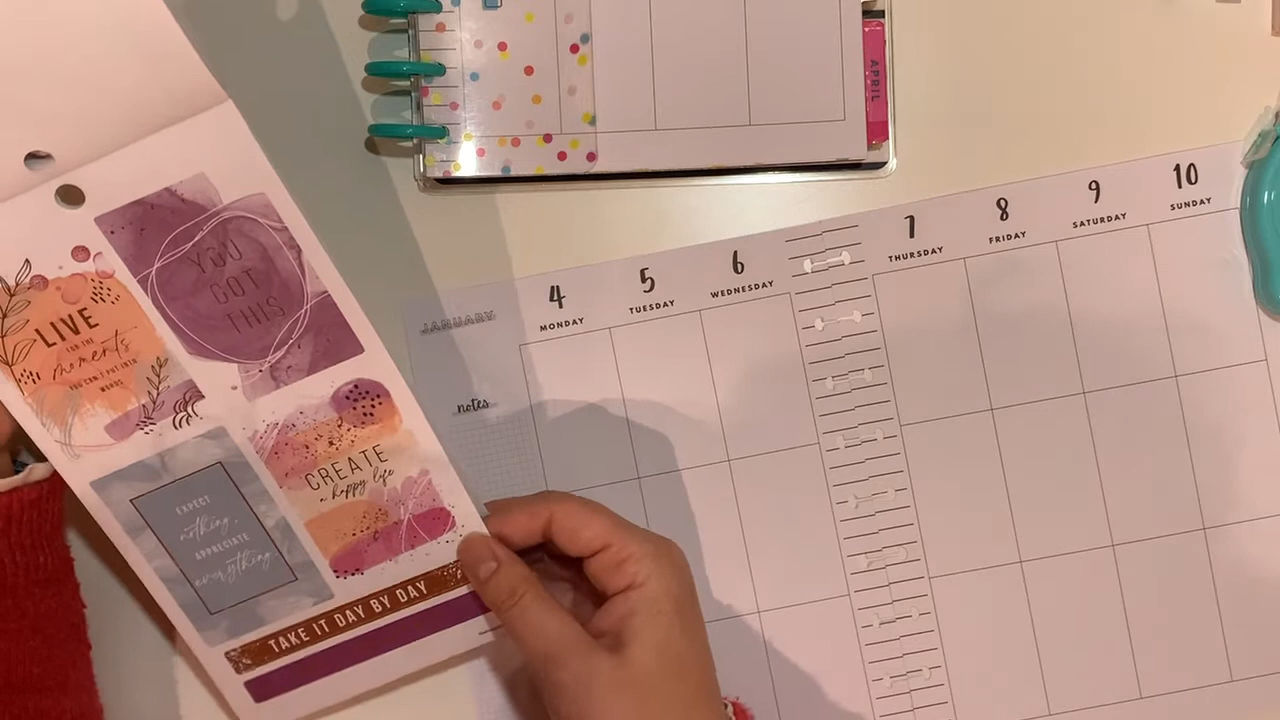 APRIL
YOU
GOT
THIS
LIVE
FOR THE
moments
YOU CAN'T PUT INTO
WORDS
CREATE
a happy life
EXPECT
nothing,
APPRECIATE
everything.
TAKE IT DAY BY DAY
JANUARY
notes
4
MONDAY
5
TUESDAY
6
WEDNESDAY
7
THURSDAY
8
FRIDAY
9
SATURDAY
10
SUNDAY